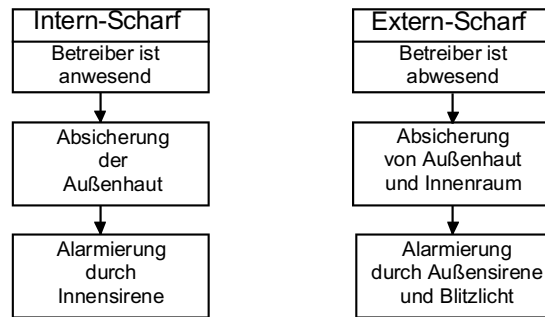 Intern-Scharf
Betreiber ist
anwesend
Absicherung
der
Außenhaut
Alarmierung
durch
Innensirene
Extern-Scharf
Betreiber ist
abwesend
Absicherung
von Außenhaut
und Innenraum
Alarmierung
durch Außensirene
und Blitzlicht